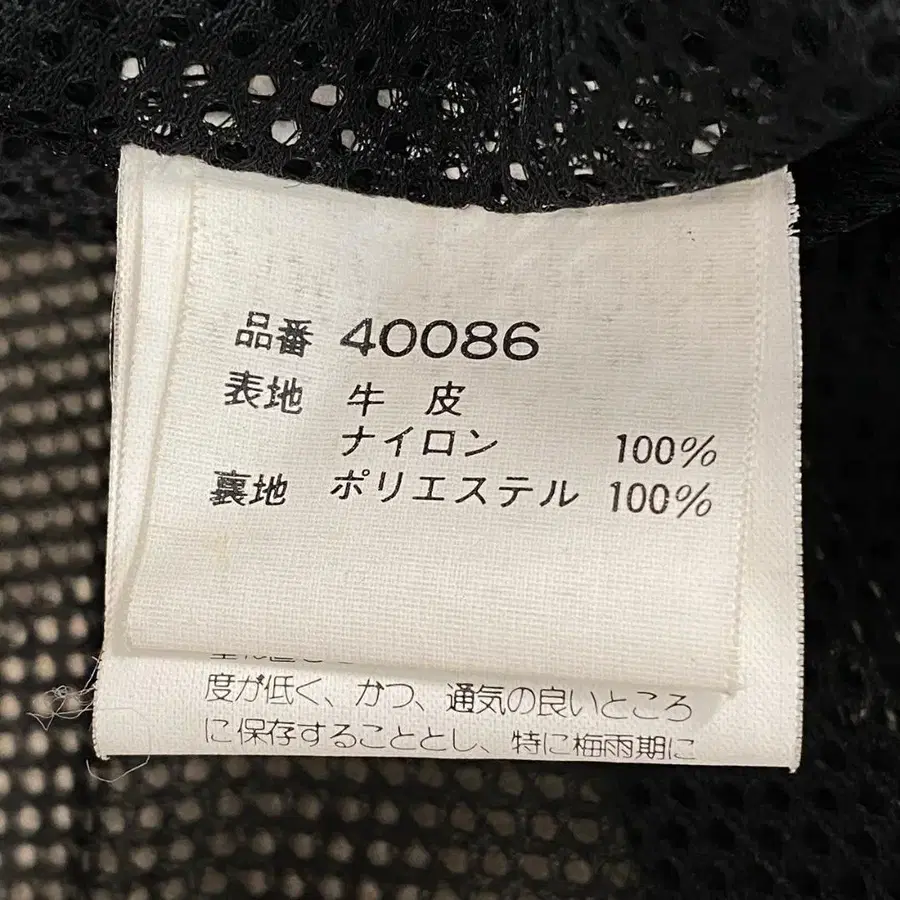 品番 40086
表地 牛 皮
ナイロン 100%
裏地 ポリエステル 100%
度が低く、かつ、通気の良いところ
に保存することとし、特に梅雨期に